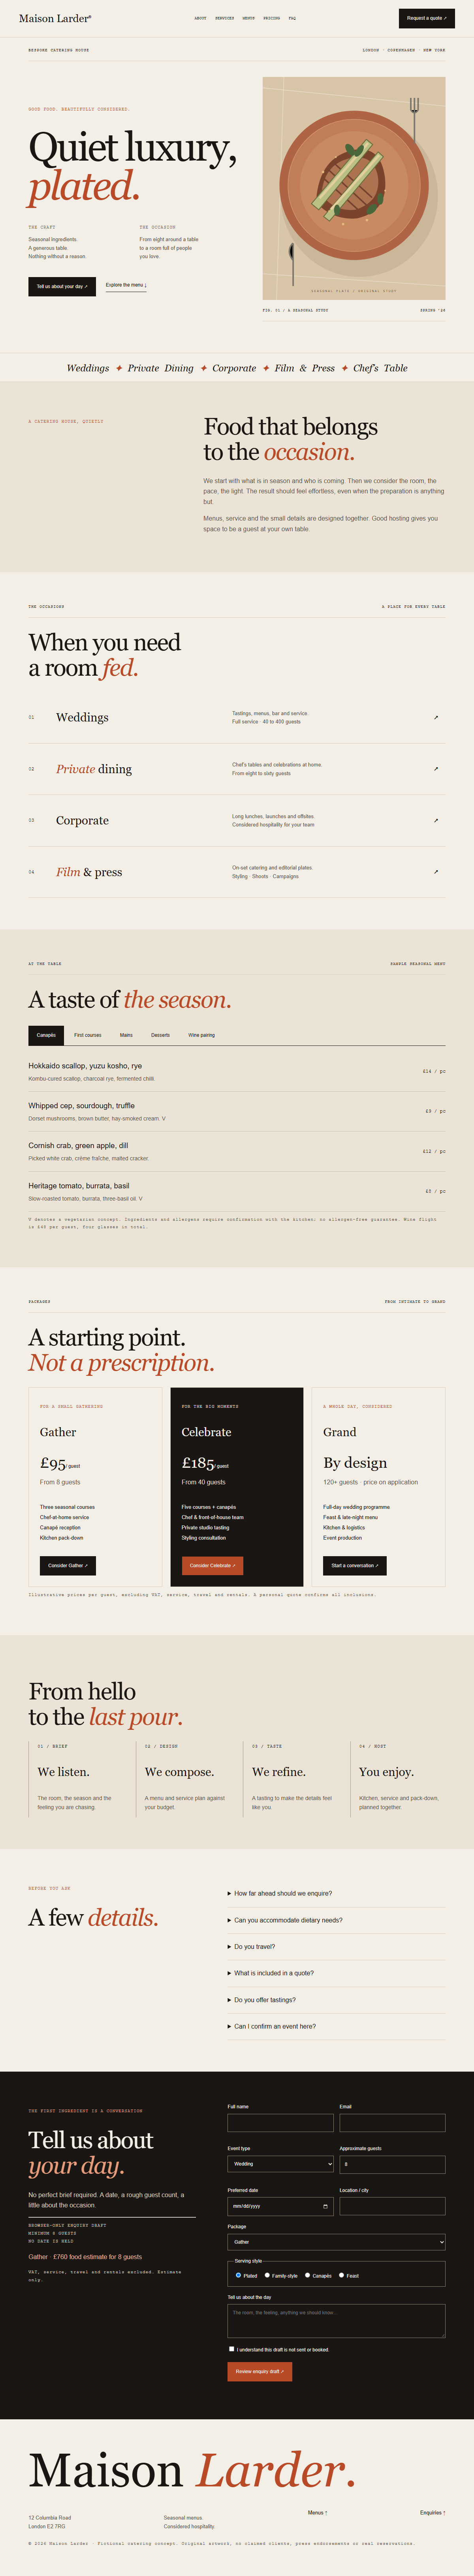 Maison Larder
ABOUT SERVICES MENUS PRICING FAQ
Request a quote ↗
BESPOKE CATERING HOUSE
LONDON · COPENHAGEN · NEW YORK
GOOD FOOD. BEAUTIFULLY CONSIDERED.
Quiet luxury,
plated.
THE CRAFT
Seasonal ingredients.
A generous table.
Nothing without a reason.
THE OCCASION
From eight around a table
to a room full of people
you love.
Tell us about your day ↗
Explore the menu ↓
FIG. 01 / A SEASONAL STUDY
SPRING '26
Weddings ✦ Private Dining ✦ Corporate ✦ Film & Press ✦ Chef's Table
A CATERING HOUSE, QUIETLY
Food that belongs
to the occasion.
We start with what is in season and who is coming. Then we consider the room, the
pace, the light. The result should feel effortless, even when the preparation is anything
but.
Menus, service and the small details are designed together. Good hosting gives you
space to be a guest at your own table.
THE OCCASIONS
A PLACE FOR EVERY TABLE
When you need
a room fed.
01
Weddings
Tastings, menus, bar and service.
Full service · 40 to 400 guests
↗
02
Private dining
Chef's tables and celebrations at home.
From eight to sixty guests
↗
03
Corporate
Long lunches, launches and offsites.
Considered hospitality for your team
↗
04
Film & press
On-set catering and editorial plates.
Styling · Shoots · Campaigns
↗
AT THE TABLE
SAMPLE SEASONAL MENU
A taste of the season.
Canapés First courses Mains Desserts Wine pairing
Hokkaido scallop, yuzu kosho, rye
Kombu-cured scallop, charcoal rye, fermented chilli.
£14 / pc
Whipped cep, sourdough, truffle
Dorset mushrooms, brown butter, hay-smoked cream. V
£9 / pc
Cornish crab, green apple, dill
Picked white crab, crème fraîche, malted cracker.
£12 / pc
Heritage tomato, burrata, basil
Slow-roasted tomato, burrata, three-basil oil. V
/ pc
V denotes a vegetarian concept. Ingredients and allergens require confirmation with the kitchen; no allergen-free guarantee. Wine flight
is £48 per guest, four glasses in total.
PACKAGES
FROM INTIMATE TO GRAND
A starting point.
Not a prescription.
FOR A SMALL GATHERING
Gather
£95/ guest
From 8 guests
Three seasonal courses
Chef-at-home service
Canapé reception
Kitchen pack-down
Consider Gather ↗
FOR THE BIG MOMENTS
Celebrate
£185/ guest
From 40 guests
Five courses + canapés
Chef & front-of-house team
Private studio tasting
Styling consultation
Consider Celebrate ↗
A WHOLE DAY, CONSIDERED
Grand
By design
120+ guests · price on application
Full-day wedding programme
Feast & late-night menu
Kitchen & logistics
Event production
Start a conversation ↗
Illustrative prices per guest, excluding VAT, service, travel and rentals. A personal quote confirms all inclusions.
From hello
to the last pour.
01 / BRIEF
We listen.
The room, the season and the
feeling you are chasing.
02 / DESIGN
We compose.
A menu and service plan against
your budget.
03 / TASTE
We refine.
A tasting to make the details feel
like you.
04 / HOST
You enjoy.
Kitchen, service and pack-down,
planned together.
BEFORE YOU ASK
A few details.
How far ahead should we enquire?
Can you accommodate dietary needs?
Do you travel?
What is included in a quote?
Do you offer tastings?
Can I confirm an event here?
THE FIRST INGREDIENT IS A CONVERSATION
Tell us about
your day.
No perfect brief required. A date, a rough guest count, a
little about the occasion.
BROWSER-ONLY ENQUIRY DRAFT
MINIMUM 8 GUESTS
NO DATE IS HELD
Gather · £760 food estimate for 8 guests
VAT, service, travel and rentals excluded. Estimate
only.
Full name
Email
Event type
Wedding
Approximate guests
8
Preferred date
mm/dd/yyyy
Location / city
Package
Gather
Serving style
Plated Family-style Canapés Feast
Tell us about the day
The room, the feeling, anything we should know...
I understand this draft is not sent or booked.
Review enquiry draft ↗
Maison Larder.
12 Columbia Road
London E2 7RG
Seasonal menus.
Considered hospitality.
Menus ↑
Enquiries ↑
© 2026 Maison Larder · Fictional catering concept. Original artwork, no claimed clients, press endorsements or real reservations.